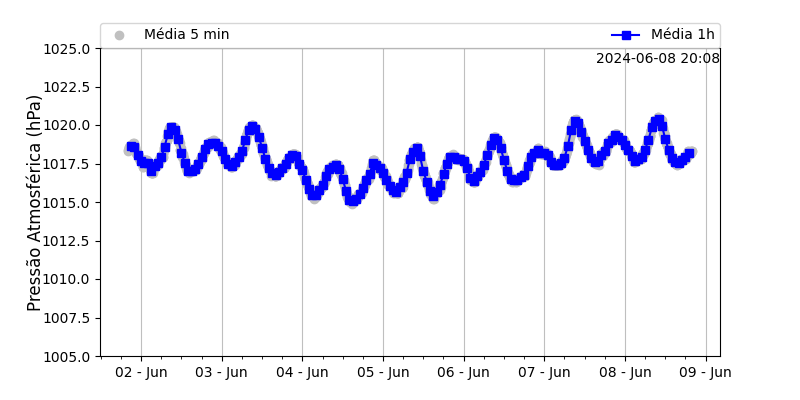 Média 5 min
Média 1h
2024-06-08 20:08
Pressão Atmosférica (hPa)
1025.0
1022.5
1020.0
1017.5
1015.0
1012.5
1010.0
1007.5
1005.0
02 - Jun
03 - Jun
04 - Jun
05 - Jun
06 - Jun
07 - Jun
08 - Jun
09 - Jun